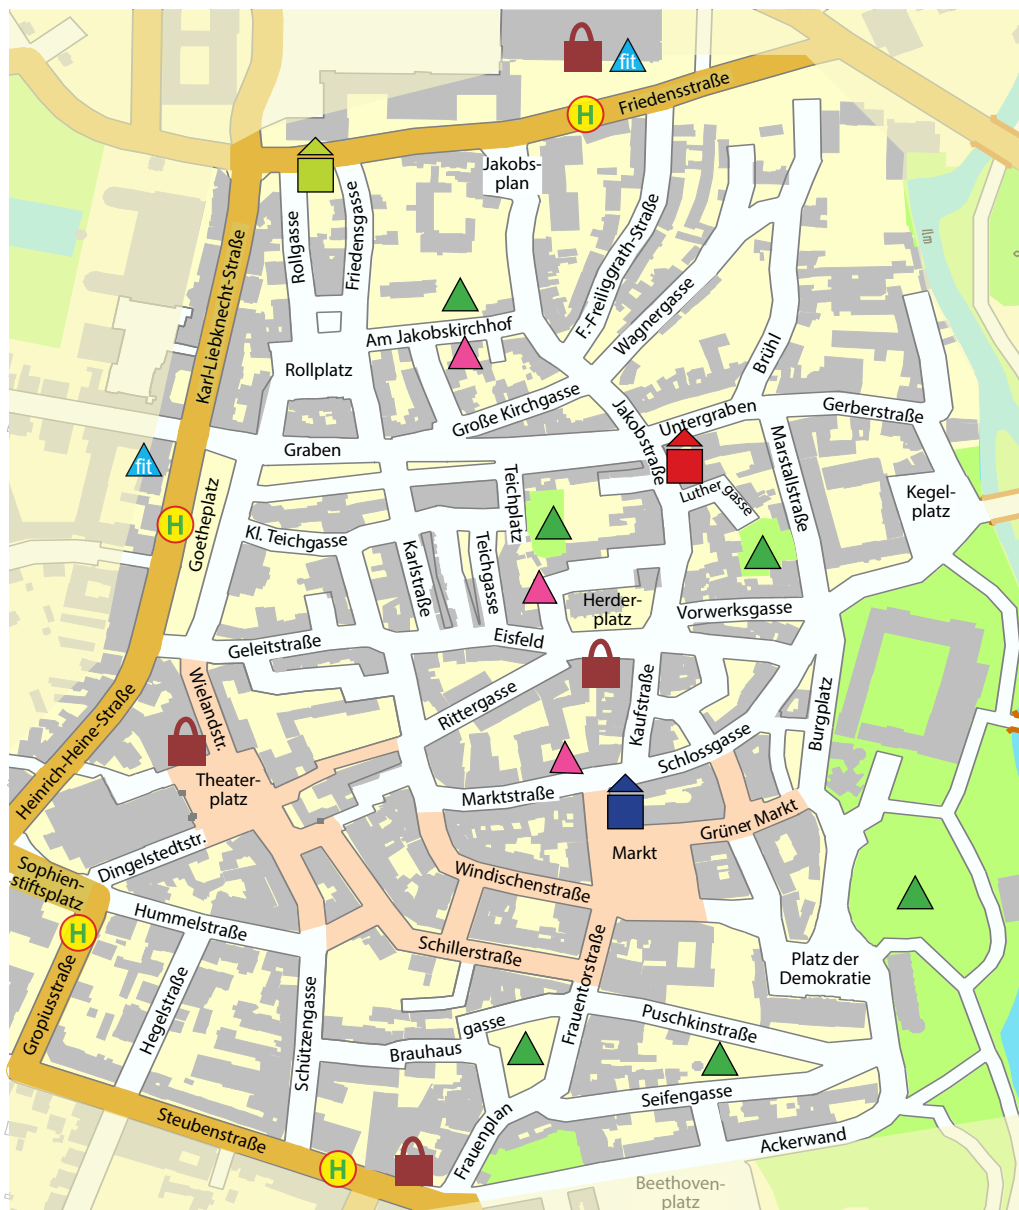 fit
Friedensstraße
H
Jakobs-
plan
Rollgasse
Friedensgasse
F.-Freiliggrath-Straße
Ilm
Karl-Liebknecht-Straße
Am Jakobskirchhof
Wagnergasse
Brühl
Rollplatz
Große Kirchgasse
Jakobstraße
Untergraben
Gerberstraße
Graben
fit
Teichplatz
Luthergasse
Marstallstraße
Kegel-
platz
H
Goetheplatz
Kl. Teichgasse
Karlstraße
Teichgasse
Herder-
platz
Vorwerksgasse
Geleitstraße
Eisfeld
Wielandstr.
Rittergasse
Kaufstraße
Burgplatz
Heinrich-Heine-Straße
Schlossgasse
Theater-
platz
Marktstraße
Grüner Markt
Markt
Dingelstedtstr.
Sophien-
stiftsplatz
Windischenstraße
Hummelstraße
H
Schillerstraße
Frauentorstraße
Platz der
Demokratie
Gropiusstraße
Hegelstraße
Schützengasse
Brauhaus
gasse
Puschkinstraße
Seifengasse
Steubenstraße
Frauenplan
Ackerwand
H
Beethoven-
platz